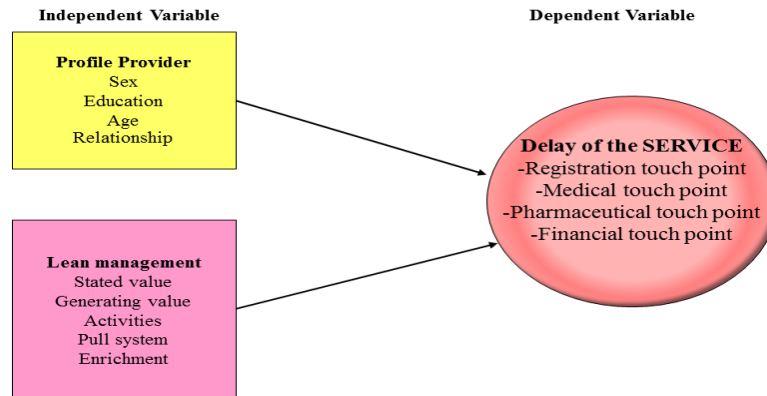 Independent Variable
Dependent Variable
Profile Provider
Sex
Education
Age
Relationship
Delay of the SERVICE
-Registration touch point
-Medical touch point
-Pharmaceutical touch point
-Financial touch point
Lean management
Stated value
Generating value
Activities
Pull system
Enrichment